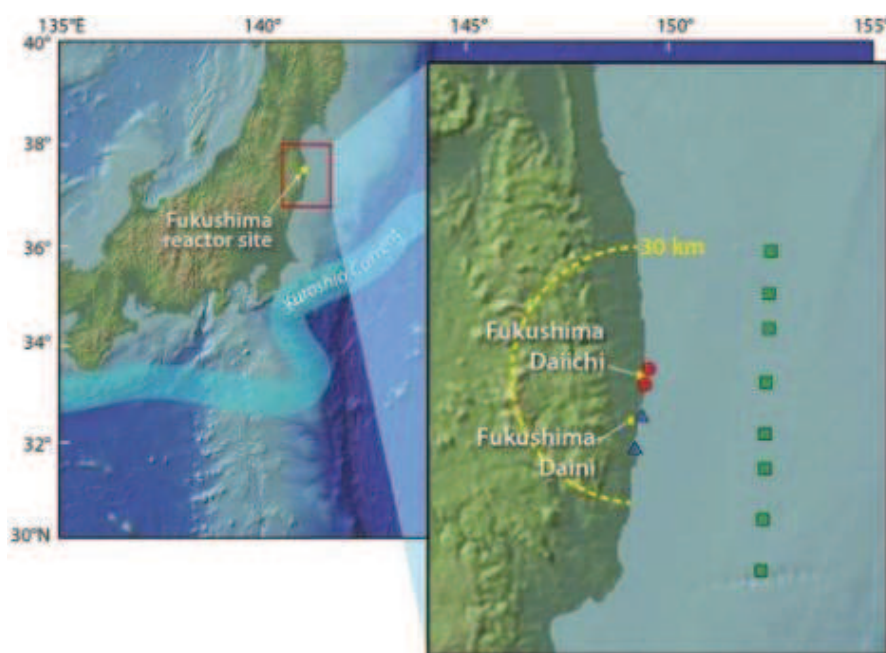 135°E
140°
145°
150°
155°
40°
38°
36°
34°
32°
30°N
Fukushima
reactor site
Kuroshio Current
30 km
Fukushima
Daiichi
Fukushima
Daini